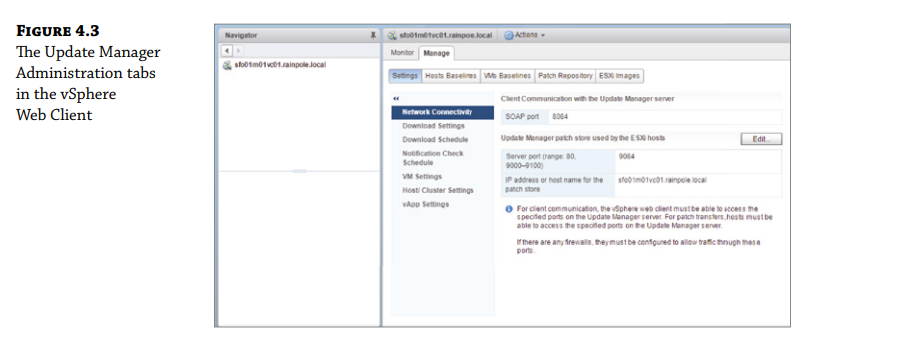 FIGURE 4.3
The Update Manager
Administration tabs
in the vSphere
Web Client
Navigator
sfo01m01vc01.rainpole.local
sfo01m01vc01.rainpoe.local Actions
Monitor Manage
Settings Hosts Baselines VMs Baselines Patch Repository ESXi Images
Network Connectivity
Download Settings
Download Schedule
Notification Check
Schedule
VM Settings
Host/ Cluster Settings
vApp Settings
Client Communication with the Update Manager server
SOAP port 8084
Update Manager patch store used by the ESXi hosts Edit...
Server port (range: 80,
9000–9100) 9084
IP address or host name for the
patch store sfo01m01vc01.rainpole.local
For client communication, the vSphere web client must be able to access the
specified ports on the Update Manager server. For patch transfers, hosts must be
able to access the specified ports on the Update Manager server.
If there are any firewalls, they must be configured to allow traffic through these
ports.